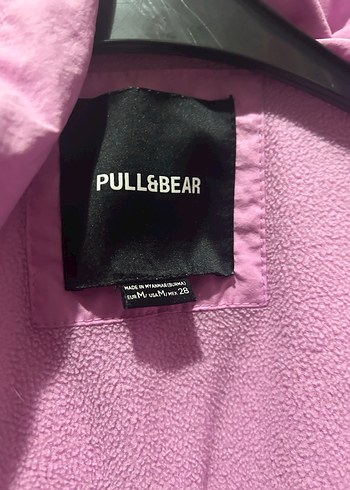 PULL&BEAR
MADE IN MYANMAR (BURMA)
EUR M/ USA M/ MEX 28